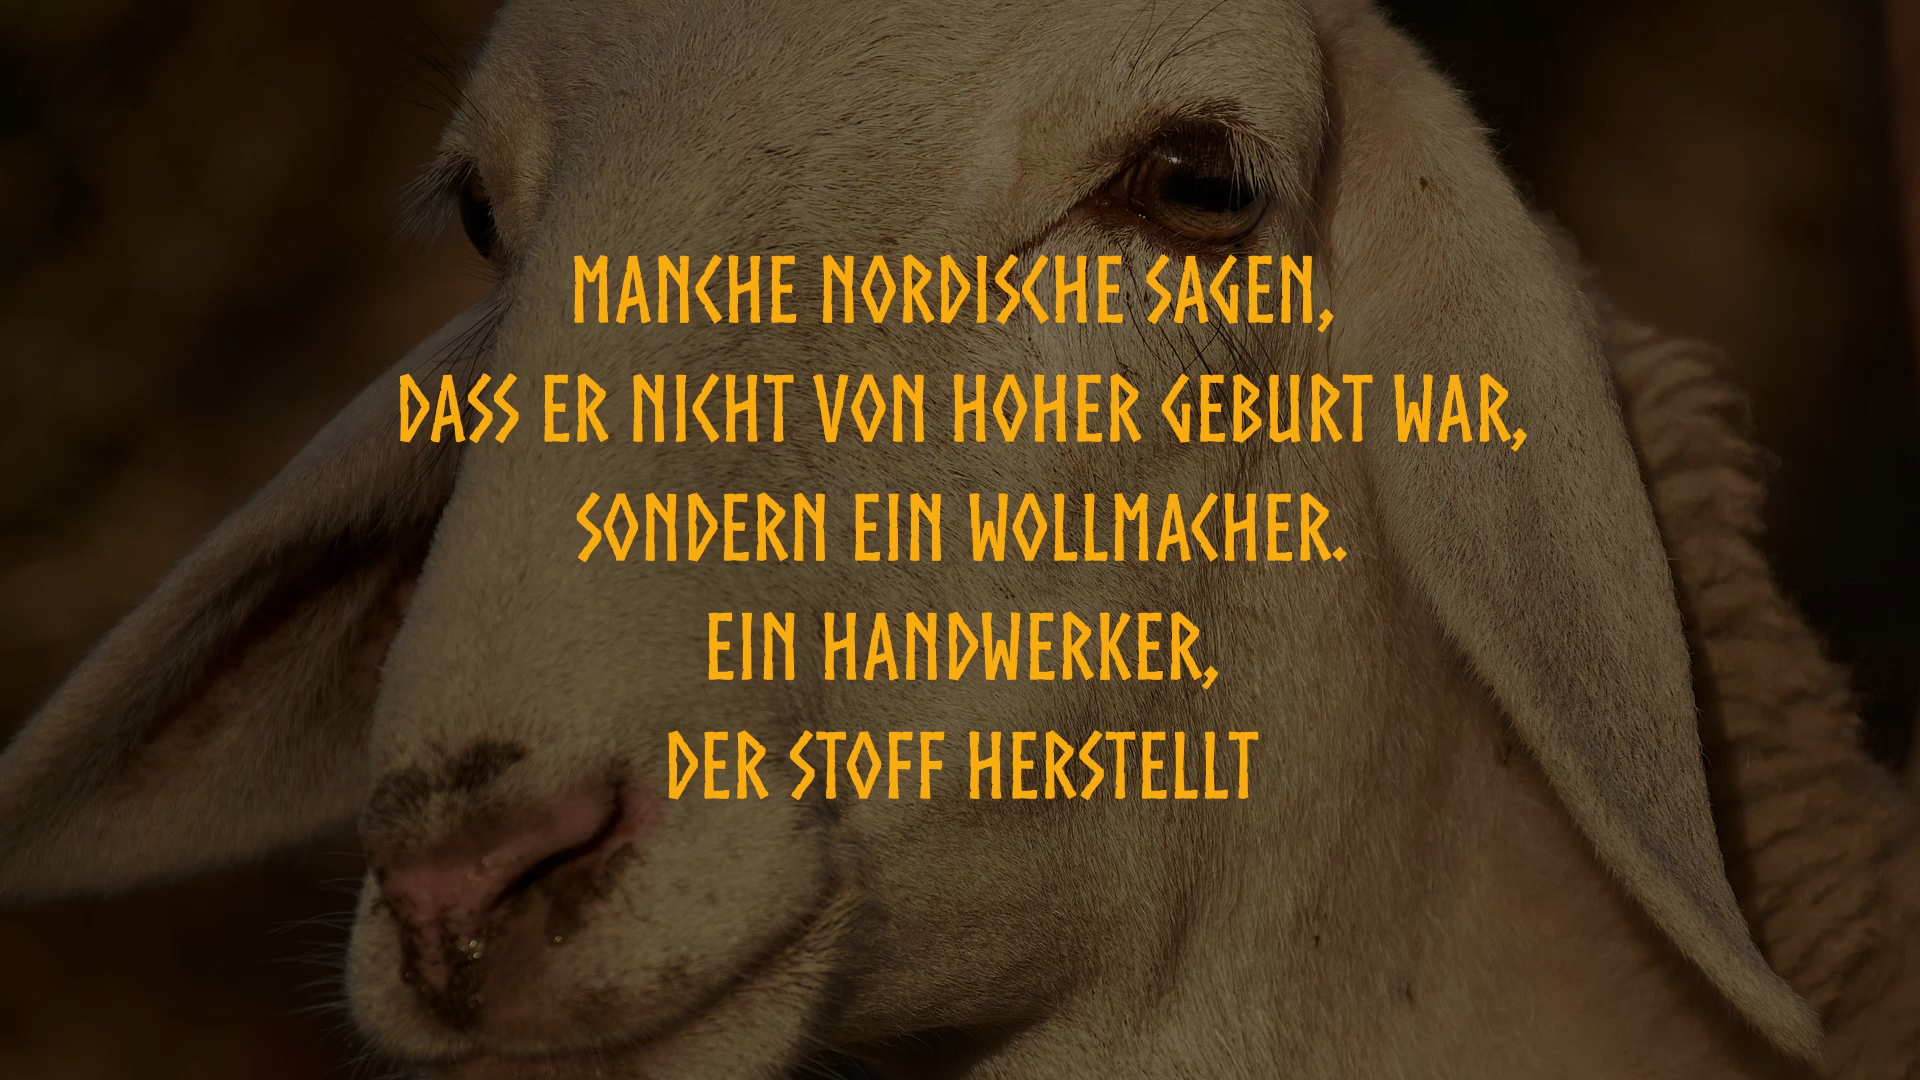 MANCHE NORDISCHE SAGEN,
DASS ER NICHT VON HOHER GEBURT WAR,
SONDERN EIN WOLLMACHER.
EIN HANDWERKER,
DER STOFF HERSTELLT